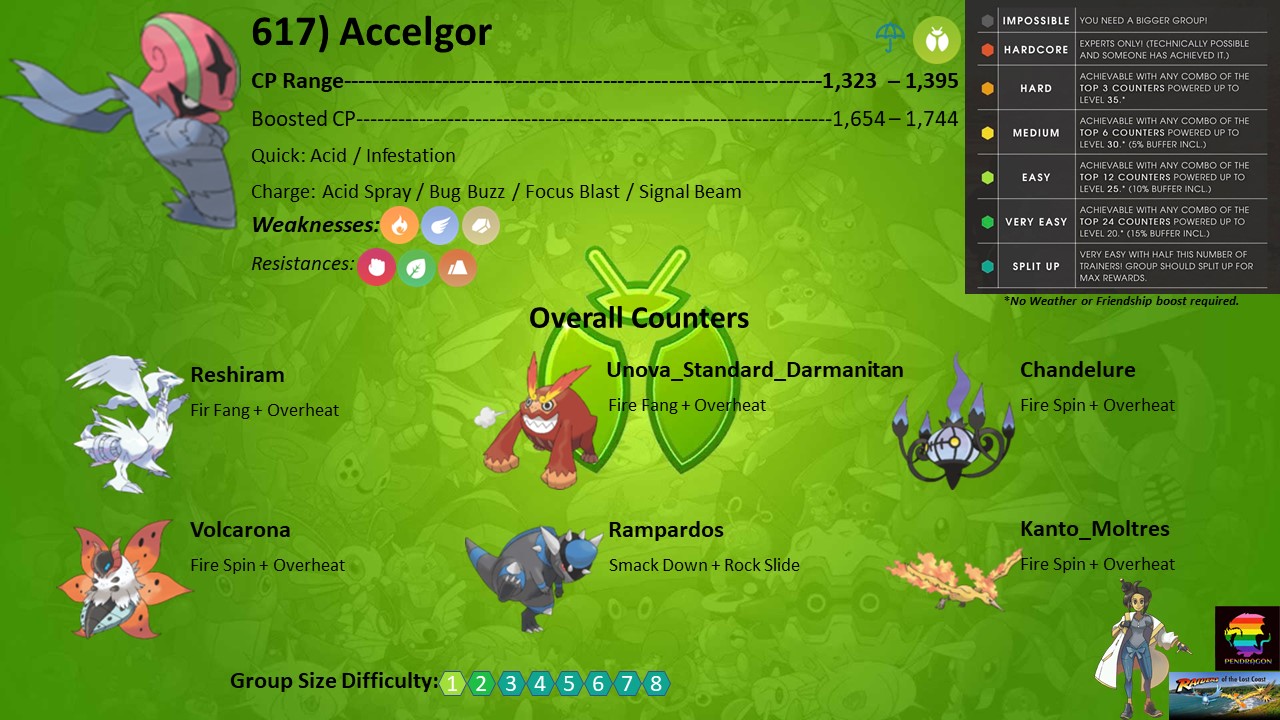 617) Accelgor
CP Range--------------------------------------------------------------------1,323 – 1,395
Boosted CP--------------------------------------------------------------------1,654 – 1,744
Quick: Acid / Infestation
Charge: Acid Spray / Bug Buzz / Focus Blast / Signal Beam
Weaknesses:
Resistances:
IMPOSSIBLE YOU NEED A BIGGER GROUP!
HARDCORE EXPERTS ONLY! (TECHNICALLY POSSIBLE
AND SOMEONE HAS ACHIEVED IT.)
HARD ACHIEVABLE WITH ANY COMBO OF THE
TOP 3 COUNTERS POWERED UP TO
LEVEL 35.*
MEDIUM ACHIEVABLE WITH ANY COMBO OF THE
TOP 6 COUNTERS POWERED UP TO
LEVEL 30.* (5% BUFFER INCL.)
EASY ACHIEVABLE WITH ANY COMBO OF THE
TOP 12 COUNTERS POWERED UP TO
LEVEL 25.* (10% BUFFER INCL.)
VERY EASY ACHIEVABLE WITH ANY COMBO OF THE
TOP 24 COUNTERS POWERED UP TO
LEVEL 20.* (15% BUFFER INCL.)
SPLIT UP VERY EASY WITH HALF THIS NUMBER OF
TRAINERS! GROUP SHOULD SPLIT UP FOR
MAX REWARDS.
*No Weather or Friendship boost required.
Overall Counters
Reshiram
Fir Fang + Overheat
Unova_Standard_Darmanitan
Fire Fang + Overheat
Chandelure
Fire Spin + Overheat
Volcarona
Fire Spin + Overheat
Rampardos
Smack Down + Rock Slide
Kanto_Moltres
Fire Spin + Overheat
Group Size Difficulty: 1 2 3 4 5 6 7 8
PENDROGON
RAIDERS of the Lost Coast